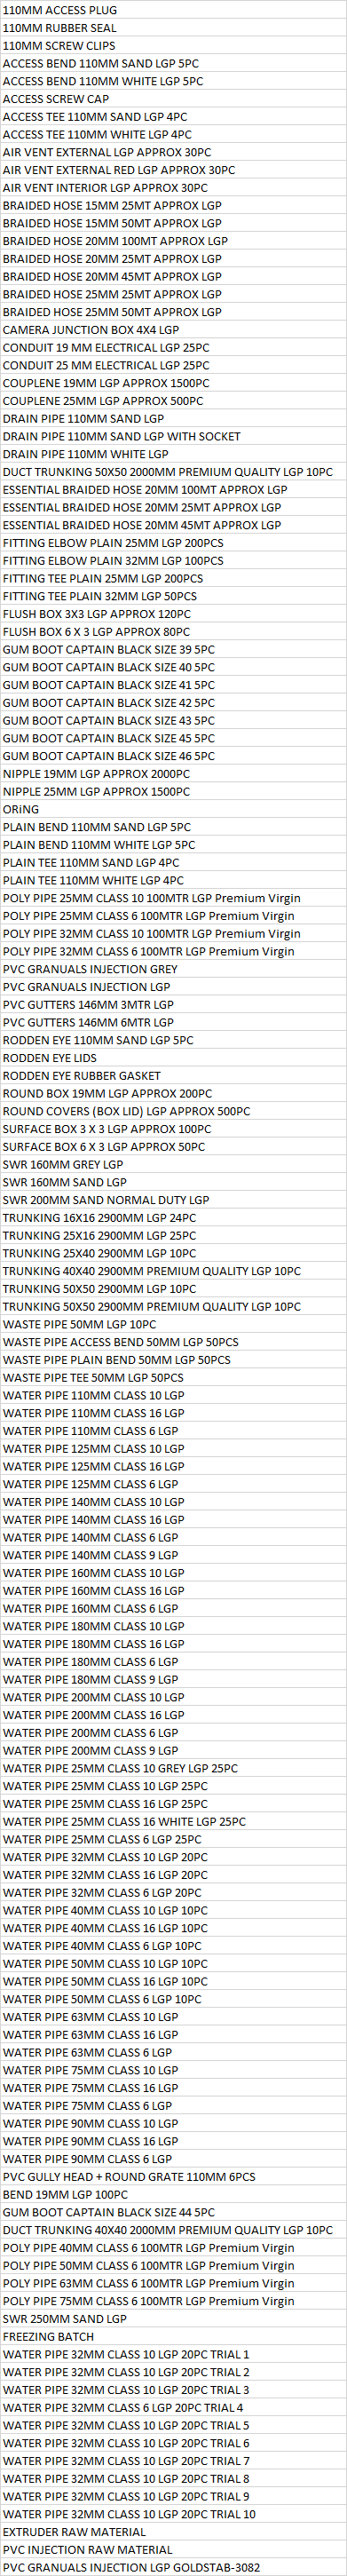 110MM ACCESS PLUG
110MM RUBBER SEAL
110MM SCREW CLIPS
ACCESS BEND 110MM SAND LGP 5PC
ACCESS BEND 110MM WHITE LGP 5PC
ACCESS SCREW CAP
ACCESS TEE 110MM SAND LGP 4PC
ACCESS TEE 110MM WHITE LGP 4PC
AIR VENT EXTERNAL LGP APPROX 30PC
AIR VENT EXTERNAL RED LGP APPROX 30PC
AIR VENT INTERIOR LGP APPROX 30PC
BRAIDED HOSE 15MM 25MT APPROX LGP
BRAIDED HOSE 15MM 50MT APPROX LGP
BRAIDED HOSE 20MM 100MT APPROX LGP
BRAIDED HOSE 20MM 25MT APPROX LGP
BRAIDED HOSE 20MM 45MT APPROX LGP
BRAIDED HOSE 25MM 25MT APPROX LGP
BRAIDED HOSE 25MM 50MT APPROX LGP
CAMERA JUNCTION BOX 4X4 LGP
CONDUIT 19 MM ELECTRICAL LGP 25PC
CONDUIT 25 MM ELECTRICAL LGP 25PC
COUPLENE 19MM LGP APPROX 1500PC
COUPLENE 25MM LGP APPROX 500PC
DRAIN PIPE 110MM SAND LGP
DRAIN PIPE 110MM SAND LGP WITH SOCKET
DRAIN PIPE 110MM WHITE LGP
DUCT TRUNKING 50X50 2000MM PREMIUM QUALITY LGP 10PC
ESSENTIAL BRAIDED HOSE 20MM 100MT APPROX LGP
ESSENTIAL BRAIDED HOSE 20MM 25MT APPROX LGP
ESSENTIAL BRAIDED HOSE 20MM 45MT APPROX LGP
FITTING ELBOW PLAIN 25MM LGP 200PCS
FITTING ELBOW PLAIN 32MM LGP 100PCS
FITTING TEE PLAIN 25MM LGP 200PCS
FITTING TEE PLAIN 32MM LGP 50PCS
FLUSH BOX 3X3 LGP APPROX 120PC
FLUSH BOX 6 X 3 LGP APPROX 80PC
GUM BOOT CAPTAIN BLACK SIZE 39 5PC
GUM BOOT CAPTAIN BLACK SIZE 40 5PC
GUM BOOT CAPTAIN BLACK SIZE 41 5PC
GUM BOOT CAPTAIN BLACK SIZE 42 5PC
GUM BOOT CAPTAIN BLACK SIZE 43 5PC
GUM BOOT CAPTAIN BLACK SIZE 45 5PC
GUM BOOT CAPTAIN BLACK SIZE 46 5PC
NIPPLE 19MM LGP APPROX 2000PC
NIPPLE 25MM LGP APPROX 1500PC
ORiNG
PLAIN BEND 110MM SAND LGP 5PC
PLAIN BEND 110MM WHITE LGP 5PC
PLAIN TEE 110MM SAND LGP 4PC
PLAIN TEE 110MM WHITE LGP 4PC
POLY PIPE 25MM CLASS 10 100MTR LGP Premium Virgin
POLY PIPE 25MM CLASS 6 100MTR LGP Premium Virgin
POLY PIPE 32MM CLASS 10 100MTR LGP Premium Virgin
POLY PIPE 32MM CLASS 6 100MTR LGP Premium Virgin
PVC GRANUALS INJECTION GREY
PVC GRANUALS INJECTION LGP
PVC GUTTERS 146MM 3MTR LGP
PVC GUTTERS 146MM 6MTR LGP
RODDEN EYE 110MM SAND LGP 5PC
RODDEN EYE LIDS
RODDEN EYE RUBBER GASKET
ROUND BOX 19MM LGP APPROX 200PC
ROUND COVERS (BOX LID) LGP APPROX 500PC
SURFACE BOX 3 X 3 LGP APPROX 100PC
SURFACE BOX 6 X 3 LGP APPROX 50PC
SWR 160MM GREY LGP
SWR 160MM SAND LGP
SWR 200MM SAND NORMAL DUTY LGP
TRUNKING 16X16 2900MM LGP 24PC
TRUNKING 25X16 2900MM LGP 25PC
TRUNKING 25X40 2900MM LGP 10PC
TRUNKING 40X40 2900MM PREMIUM QUALITY LGP 10PC
TRUNKING 50X50 2900MM LGP 10PC
TRUNKING 50X50 2900MM PREMIUM QUALITY LGP 10PC
WASTE PIPE 50MM LGP 10PC
WASTE PIPE ACCESS BEND 50MM LGP 50PCS
WASTE PIPE PLAIN BEND 50MM LGP 50PCS
WASTE PIPE TEE 50MM LGP 50PCS
WATER PIPE 110MM CLASS 10 LGP
WATER PIPE 110MM CLASS 16 LGP
WATER PIPE 110MM CLASS 6 LGP
WATER PIPE 125MM CLASS 10 LGP
WATER PIPE 125MM CLASS 16 LGP
WATER PIPE 125MM CLASS 6 LGP
WATER PIPE 140MM CLASS 10 LGP
WATER PIPE 140MM CLASS 16 LGP
WATER PIPE 140MM CLASS 6 LGP
WATER PIPE 140MM CLASS 9 LGP
WATER PIPE 160MM CLASS 10 LGP
WATER PIPE 160MM CLASS 16 LGP
WATER PIPE 160MM CLASS 6 LGP
WATER PIPE 180MM CLASS 10 LGP
WATER PIPE 180MM CLASS 16 LGP
WATER PIPE 180MM CLASS 6 LGP
WATER PIPE 180MM CLASS 9 LGP
WATER PIPE 200MM CLASS 10 LGP
WATER PIPE 200MM CLASS 16 LGP
WATER PIPE 200MM CLASS 6 LGP
WATER PIPE 200MM CLASS 9 LGP
WATER PIPE 25MM CLASS 10 GREY LGP 25PC
WATER PIPE 25MM CLASS 10 LGP 25PC
WATER PIPE 25MM CLASS 16 LGP 25PC
WATER PIPE 25MM CLASS 16 WHITE LGP 25PC
WATER PIPE 25MM CLASS 6 LGP 25PC
WATER PIPE 32MM CLASS 10 LGP 20PC
WATER PIPE 32MM CLASS 16 LGP 20PC
WATER PIPE 32MM CLASS 6 LGP 20PC
WATER PIPE 40MM CLASS 10 LGP 10PC
WATER PIPE 40MM CLASS 16 LGP 10PC
WATER PIPE 40MM CLASS 6 LGP 10PC
WATER PIPE 50MM CLASS 10 LGP 10PC
WATER PIPE 50MM CLASS 16 LGP 10PC
WATER PIPE 50MM CLASS 6 LGP 10PC
WATER PIPE 63MM CLASS 10 LGP
WATER PIPE 63MM CLASS 16 LGP
WATER PIPE 63MM CLASS 6 LGP
WATER PIPE 75MM CLASS 10 LGP
WATER PIPE 75MM CLASS 16 LGP
WATER PIPE 75MM CLASS 6 LGP
WATER PIPE 90MM CLASS 10 LGP
WATER PIPE 90MM CLASS 16 LGP
WATER PIPE 90MM CLASS 6 LGP
PVC GULLY HEAD + ROUND GRATE 110MM 6PCS
BEND 19MM LGP 100PC
GUM BOOT CAPTAIN BLACK SIZE 44 5PC
DUCT TRUNKING 40X40 2000MM PREMIUM QUALITY LGP 10PC
POLY PIPE 40MM CLASS 6 100MTR LGP Premium Virgin
POLY PIPE 50MM CLASS 6 100MTR LGP Premium Virgin
POLY PIPE 63MM CLASS 6 100MTR LGP Premium Virgin
POLY PIPE 75MM CLASS 6 100MTR LGP Premium Virgin
SWR 250MM SAND LGP
FREEZING BATCH
WATER PIPE 32MM CLASS 10 LGP 20PC TRIAL 1
WATER PIPE 32MM CLASS 10 LGP 20PC TRIAL 2
WATER PIPE 32MM CLASS 10 LGP 20PC TRIAL 3
WATER PIPE 32MM CLASS 6 LGP 20PC TRIAL 4
WATER PIPE 32MM CLASS 10 LGP 20PC TRIAL 5
WATER PIPE 32MM CLASS 10 LGP 20PC TRIAL 6
WATER PIPE 32MM CLASS 10 LGP 20PC TRIAL 7
WATER PIPE 32MM CLASS 10 LGP 20PC TRIAL 8
WATER PIPE 32MM CLASS 10 LGP 20PC TRIAL 9
WATER PIPE 32MM CLASS 10 LGP 20PC TRIAL 10
EXTRUDER RAW MATERIAL
PVC INJECTION RAW MATERIAL
PVC GRANUALS INJECTION LGP GOLDSTAB-3082